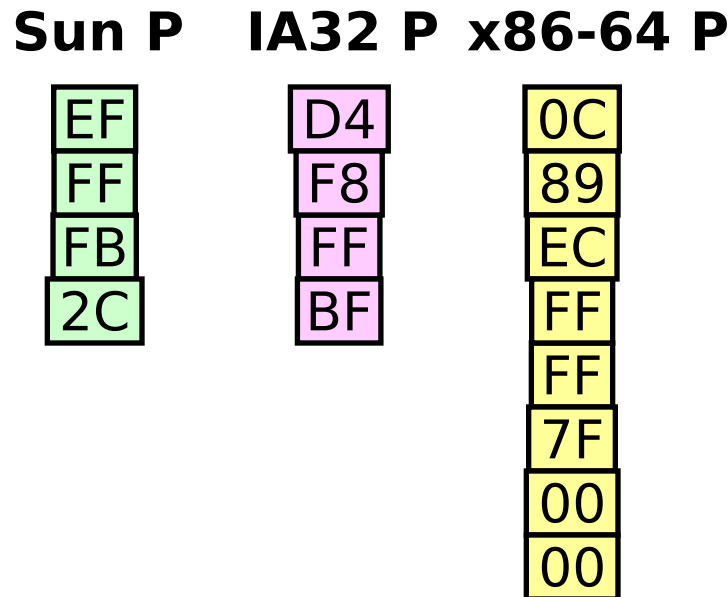 Sun P IA32 P x86-64 P
EF D4 0C
FF F8 89
FB FF EC
2C BF FF
FF
7F
00
00